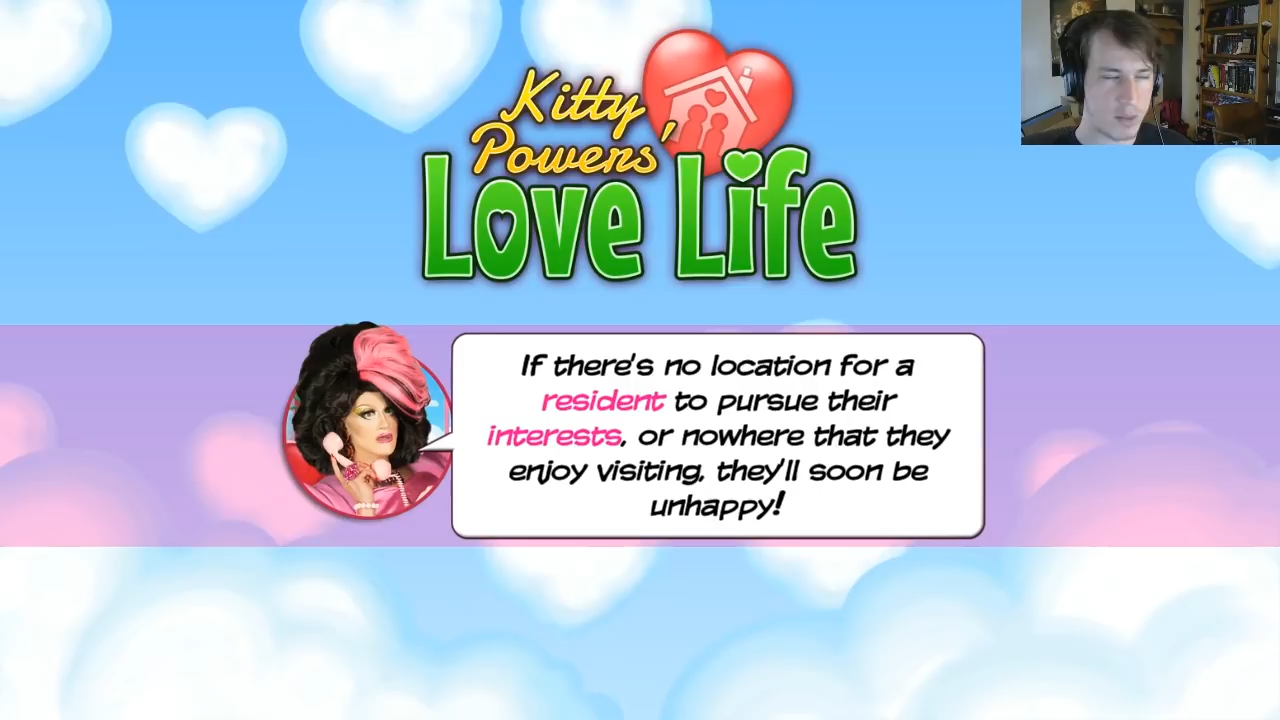 Kitty
Powers'
Love Life
If there's no location for a
resident to pursue their
interests, or nowhere that they
enjoy visiting, they'll soon be
unhappy!